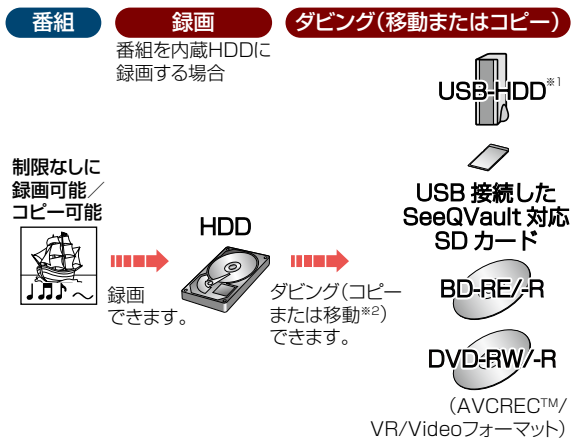 番組
録画
ダビング(移動またはコピー)
番組を内蔵HDDに
録画する場合
USB-HDD※1
制限なしに
録画可能／
コピー可能
HDD
USB 接続した
SeeQVault 対応
SD カード
録画
できます。
ダビング(コピー
または移動※2)
できます。
BD-RE/-R
DVD-RW/-R
(AVCREC™/
VR/Videoフォーマット)